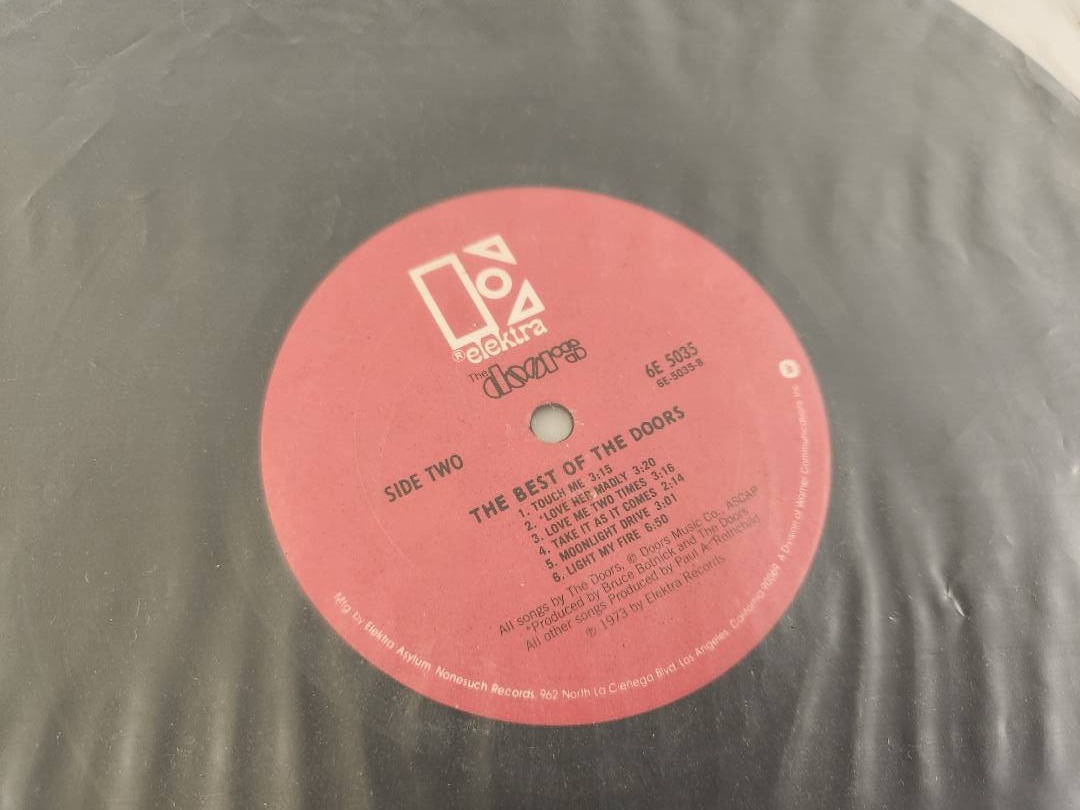 ® elektra
The DOORS
6E 5035
6E-5035-B
SIDE TWO
THE BEST OF THE DOORS
1. TOUCH ME 3:15
2. *LOVE HER MADLY 3:20
3. LOVE ME TWO TIMES 3:16
4. TAKE IT AS IT COMES 2:14
5. MOONLIGHT DRIVE 3:01
6. LIGHT MY FIRE 6:50
All songs by The Doors, © Doors Music Co., ASCAP
*Produced by Bruce Botnick and The Doors
All other songs Produced by Paul A. Rothchild
℗ 1973 by Elektra Records
Mfg by Elektra Asylum Nonesuch Records, 962 North La Cienega Blvd. Los Angeles, California 90069 A Division of Warner Communications Inc.